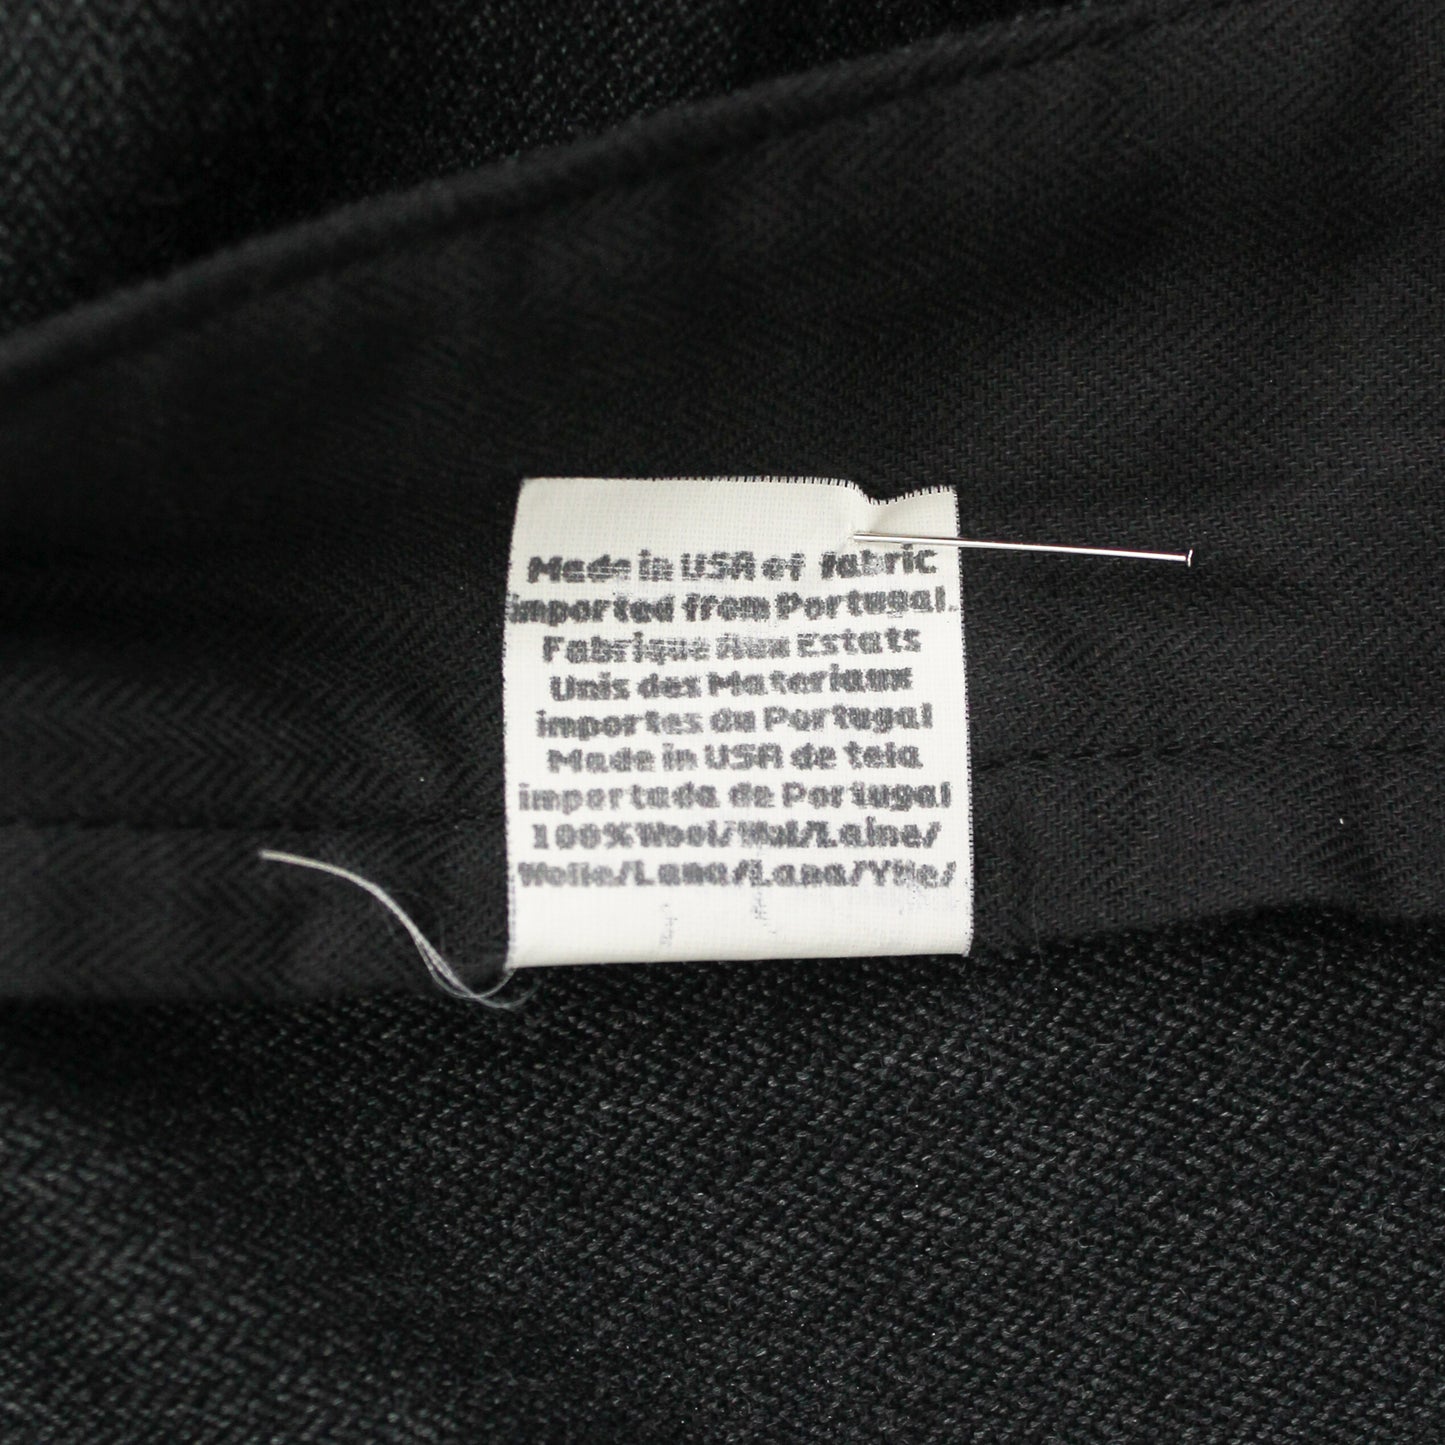 Made in USA of fabric
imported from Portugal.
Fabrique Aux Estats
Unis des Materiaux
importes du Portugal
Made in USA de tela
importada de Portugal
100%Wool/Wol/Laine/
Wolle/Lana/Lana/Ylle/